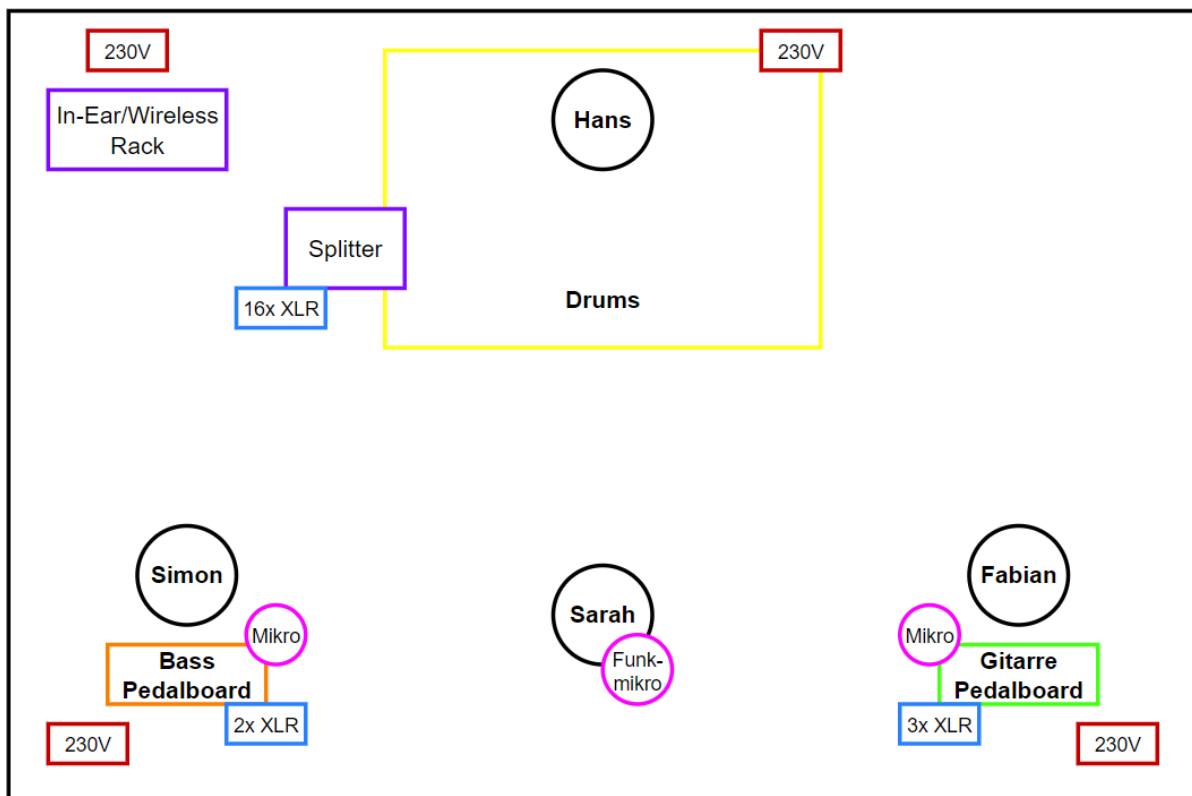 230V
230V
In-Ear/Wireless
Rack
Hans
Splitter
16x XLR
Drums
Simon
Sarah
Fabian
Mikro
Mikro
Bass
Pedalboard
Funk-
mikro
Gitarre
Pedalboard
2x XLR
3x XLR
230V
230V